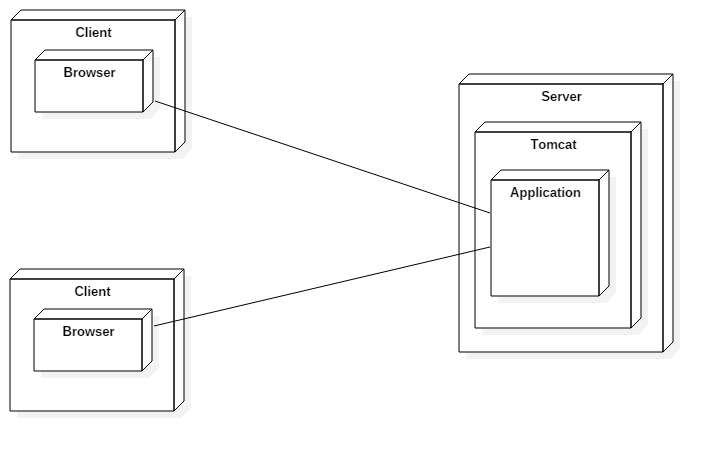 Client
Browser
Server
Tomcat
Application
Client
Browser